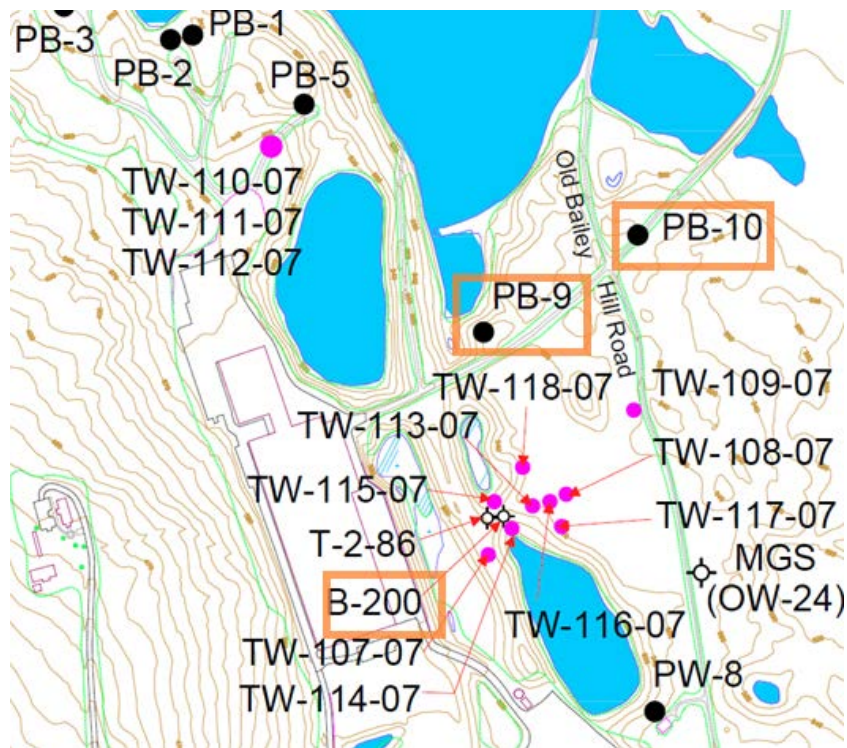 PB-3
PB-1
PB-2
PB-5
TW-110-07
TW-111-07
TW-112-07
Old Bailey
Hill Road
PB-10
PB-9
TW-118-07
TW-109-07
TW-113-07
TW-108-07
TW-115-07
TW-117-07
T-2-86
MGS
(OW-24)
B-200
TW-116-07
TW-107-07
TW-114-07
PW-8